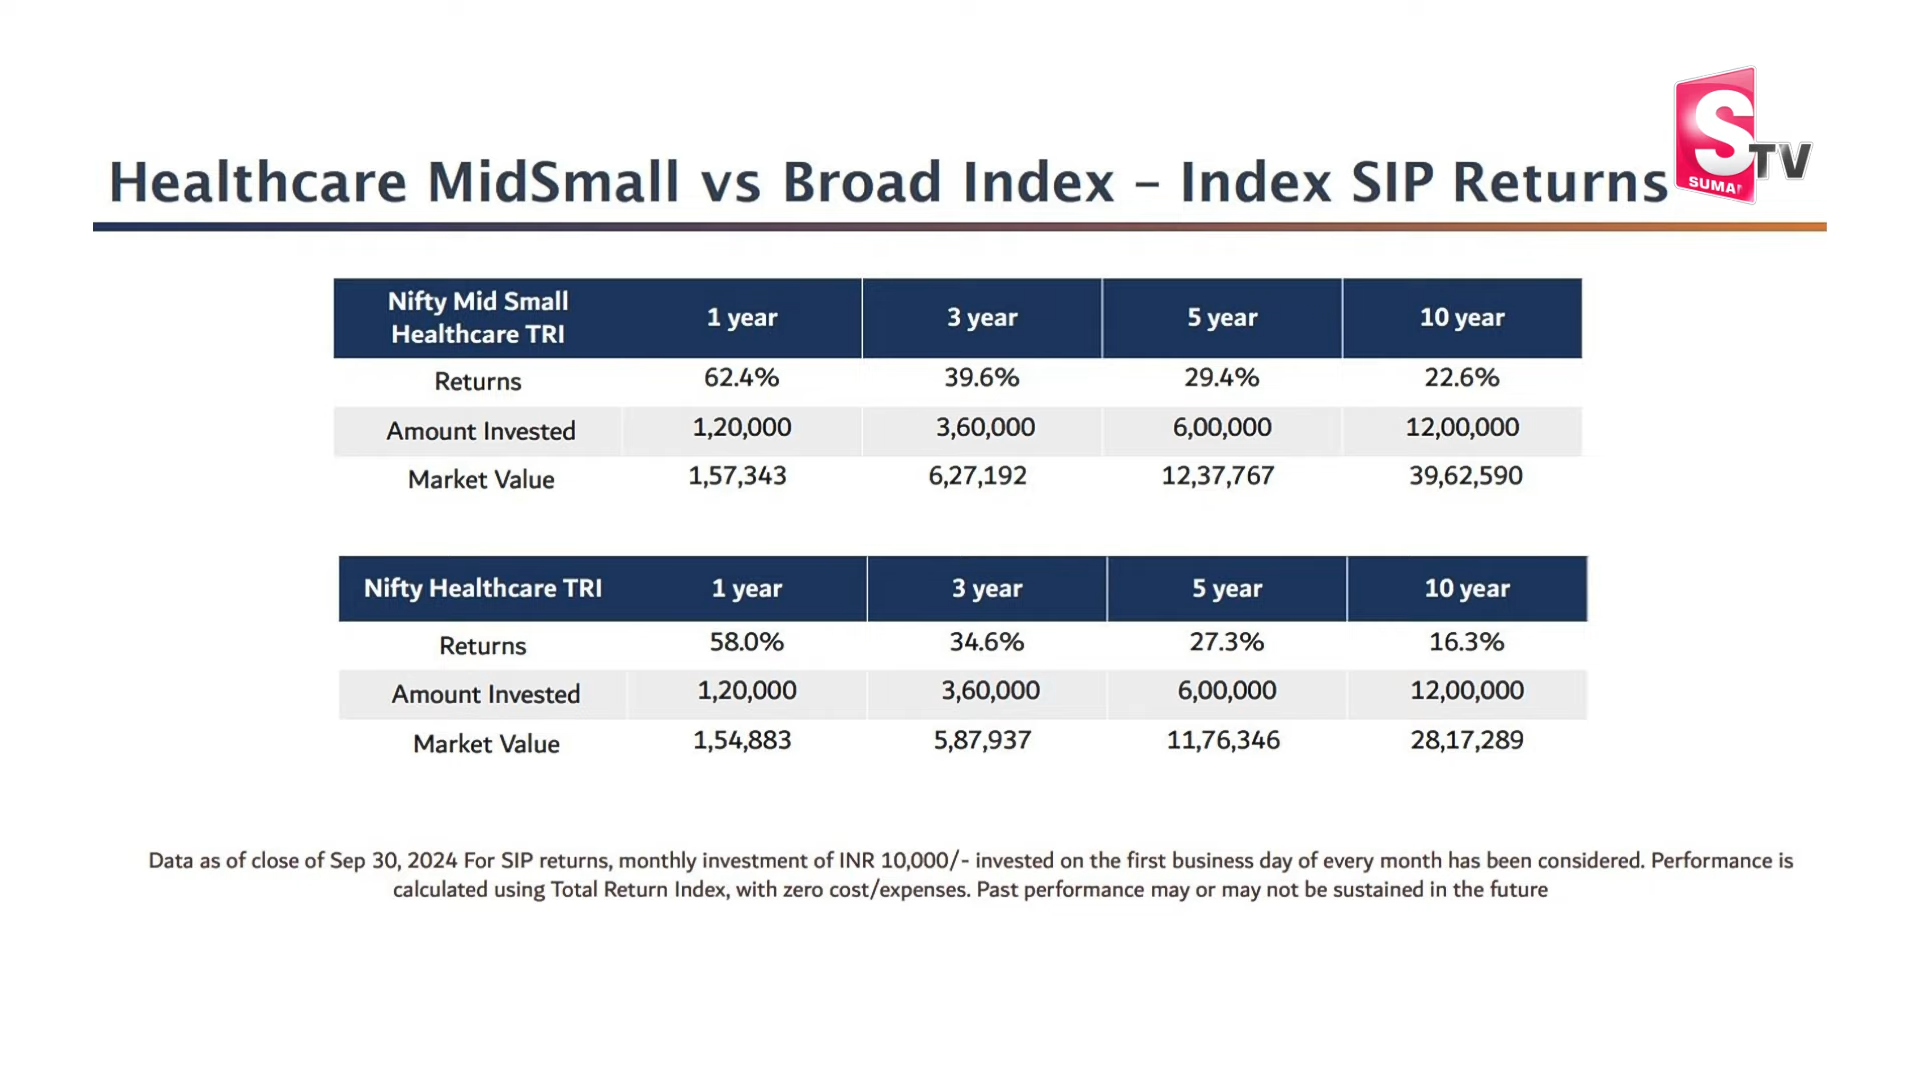 S
TV
SUMA
Healthcare MidSmall vs Broad Index – Index SIP Returns
Nifty Mid Small Healthcare TRI 1 year 3 year 5 year 10 year
Returns 62.4% 39.6% 29.4% 22.6%
Amount Invested 1,20,000 3,60,000 6,00,000 12,00,000
Market Value 1,57,343 6,27,192 12,37,767 39,62,590
Nifty Healthcare TRI 1 year 3 year 5 year 10 year
Returns 58.0% 34.6% 27.3% 16.3%
Amount Invested 1,20,000 3,60,000 6,00,000 12,00,000
Market Value 1,54,883 5,87,937 11,76,346 28,17,289
Data as of close of Sep 30, 2024 For SIP returns, monthly investment of INR 10,000/- invested on the first business day of every month has been considered. Performance is
calculated using Total Return Index, with zero cost/expenses. Past performance may or may not be sustained in the future